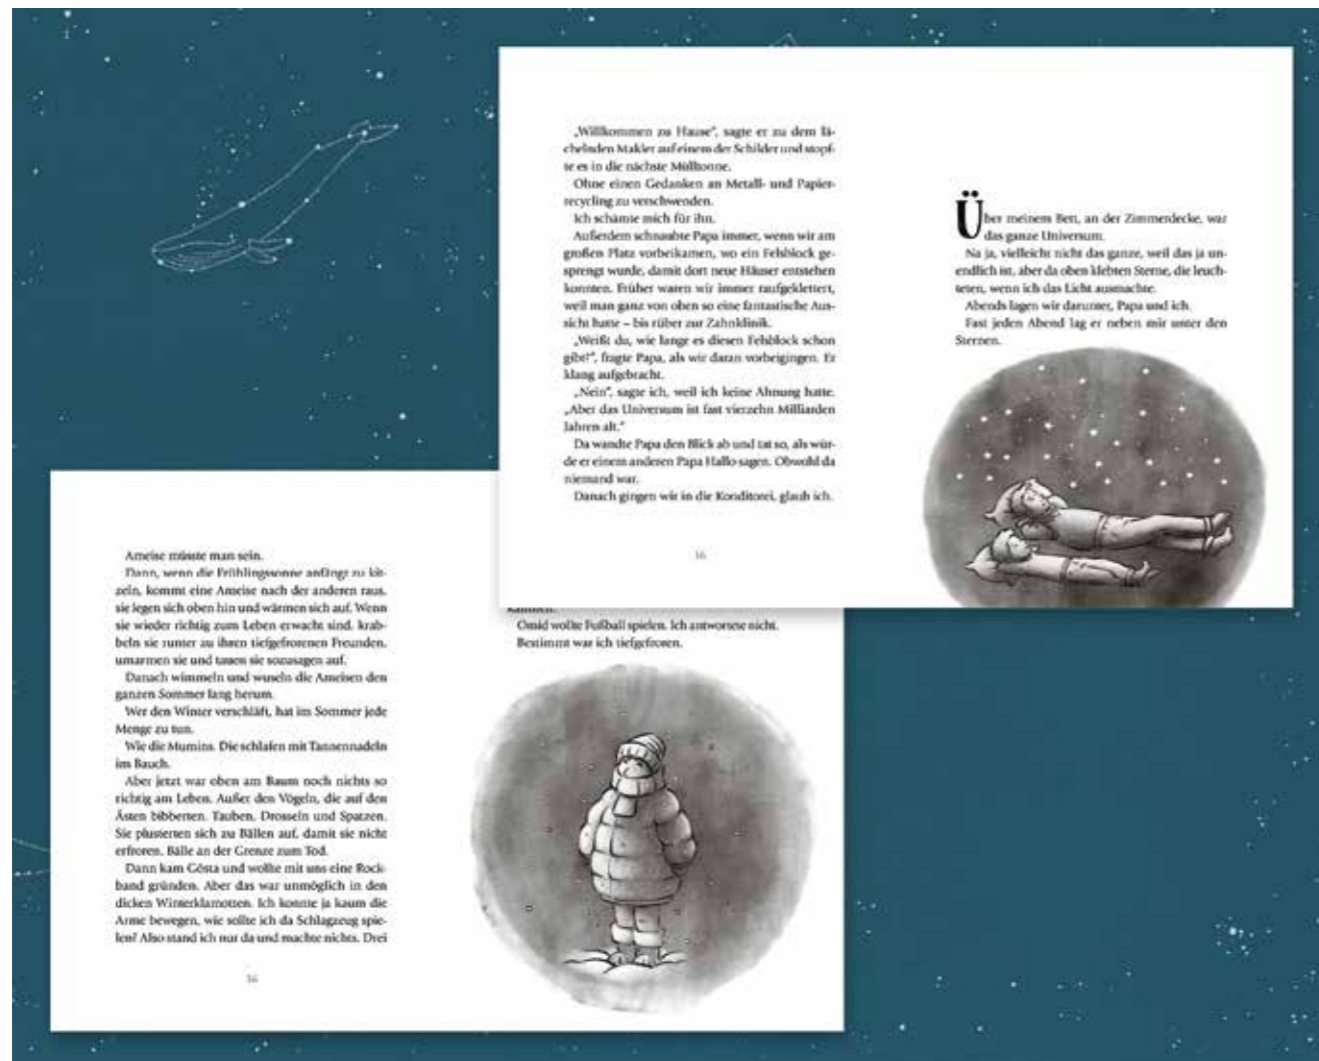 „Willkommen zu Hause“, sagte er zu dem lä-
chelnden Makler auf einem der Schilder und stopf-
te es in die nächste Mülltonne.
Ohne einen Gedanken an Metall- und Papier-
recycling zu verschwenden.
Ich schämte mich für ihn.
Außerdem schnaubte Papa immer, wenn wir am
großen Platz vorbeikamen, wo ein Felsblock ge-
sprengt wurde, damit dort neue Häuser entstehen
konnten. Früher waren wir immer raufgeklettert,
weil man ganz von oben so eine fantastische Aus-
sicht hatte – bis rüber zur Zahnklinik.
„Weißt du, wie lange es diesen Felsblock schon
gibt?“, fragte Papa, als wir daran vorbeigingen. Er
klang aufgebracht.
„Nein“, sagte ich, weil ich keine Ahnung hatte.
„Aber das Universum ist fast vierzehn Milliarden
Jahren alt.“
Da wandte Papa den Blick ab und tat so, als wür-
de er einem anderen Papa Hallo sagen. Obwohl da
niemand war.
Danach gingen wir in die Konditorei, glaub ich.
16
Über meinem Bett, an der Zimmerdecke, war
das ganze Universum.
Na ja, vielleicht nicht das ganze, weil das ja un-
endlich ist, aber da oben klebten Sterne, die leuch-
teten, wenn ich das Licht ausmachte.
Abends lagen wir darunter, Papa und ich.
Fast jeden Abend lag er neben mir unter den
Sternen.
Ameise müsste man sein.
Dann, wenn die Frühlingssonne anfängt zu kit-
zeln, kommt eine Ameise nach der anderen raus,
sie legen sich oben hin und wärmen sich auf. Wenn
sie wieder richtig zum Leben erwacht sind, krab-
beln sie runter zu ihren tiefgefrorenen Freunden,
umarmen sie und tauen sie sozusagen auf.
Danach wimmeln und wuseln die Ameisen den
ganzen Sommer lang herum.
Wer den Winter verschläft, hat im Sommer jede
Menge zu tun.
Wie die Mumins. Die schlafen mit Tannennadeln
im Bauch.
Aber jetzt war oben am Baum noch nichts so
richtig am Leben. Außer den Vögeln, die auf den
Ästen bibberten. Tauben, Drosseln und Spatzen.
Sie plusterten sich zu Bällen auf, damit sie nicht
erfroren. Bälle an der Grenze zum Tod.
Dann kam Gösta und wollte mit uns eine Rock-
band gründen. Aber das war unmöglich in den
dicken Winterklamotten. Ich konnte ja kaum die
Arme bewegen, wie sollte ich da Schlagzeug spie-
len? Also stand ich nur da und machte nichts. Drei
Omid wollte Fußball spielen. Ich antwortete nicht.
Bestimmt war ich tiefgefroren.